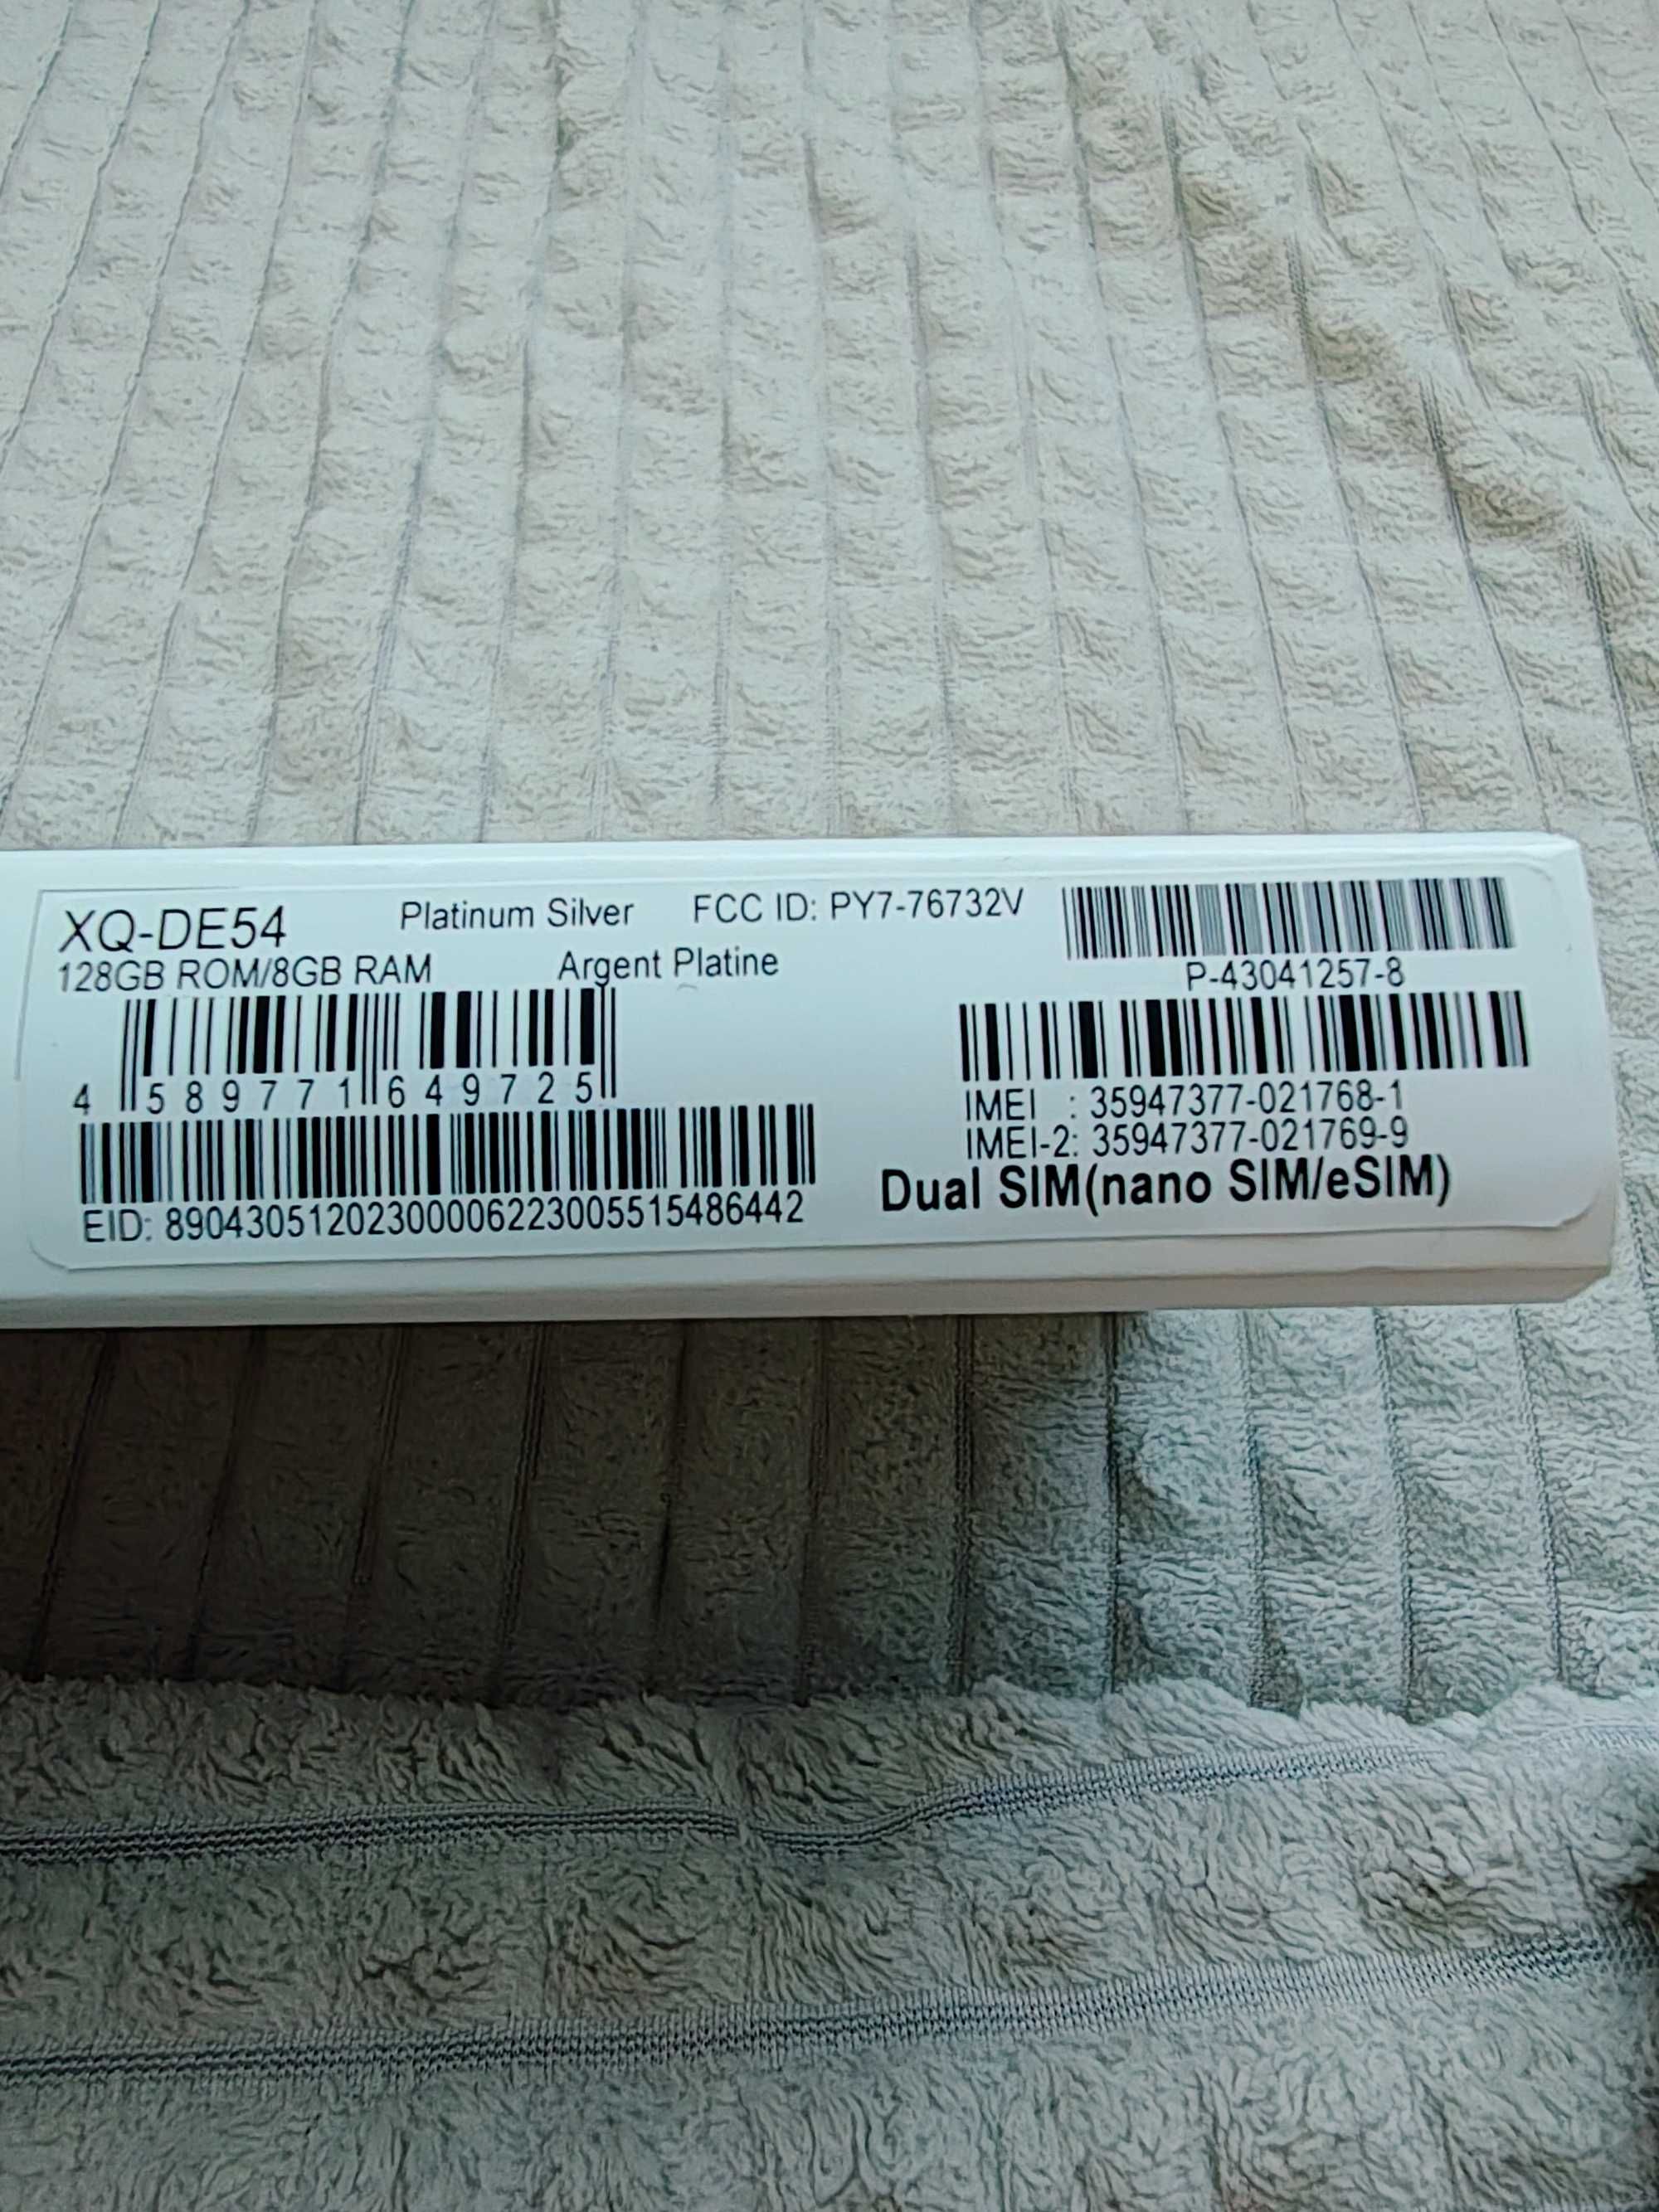 XQ-DE54 Platinum Silver FCC ID: PY7-76732V
128GB ROM/8GB RAM Argent Platine
P-43041257-8
4 589771 649725
IMEI : 35947377-021768-1
IMEI-2: 35947377-021769-9
Dual SIM(nano SIM/eSIM)
EID: 89043051202300006223005515486442